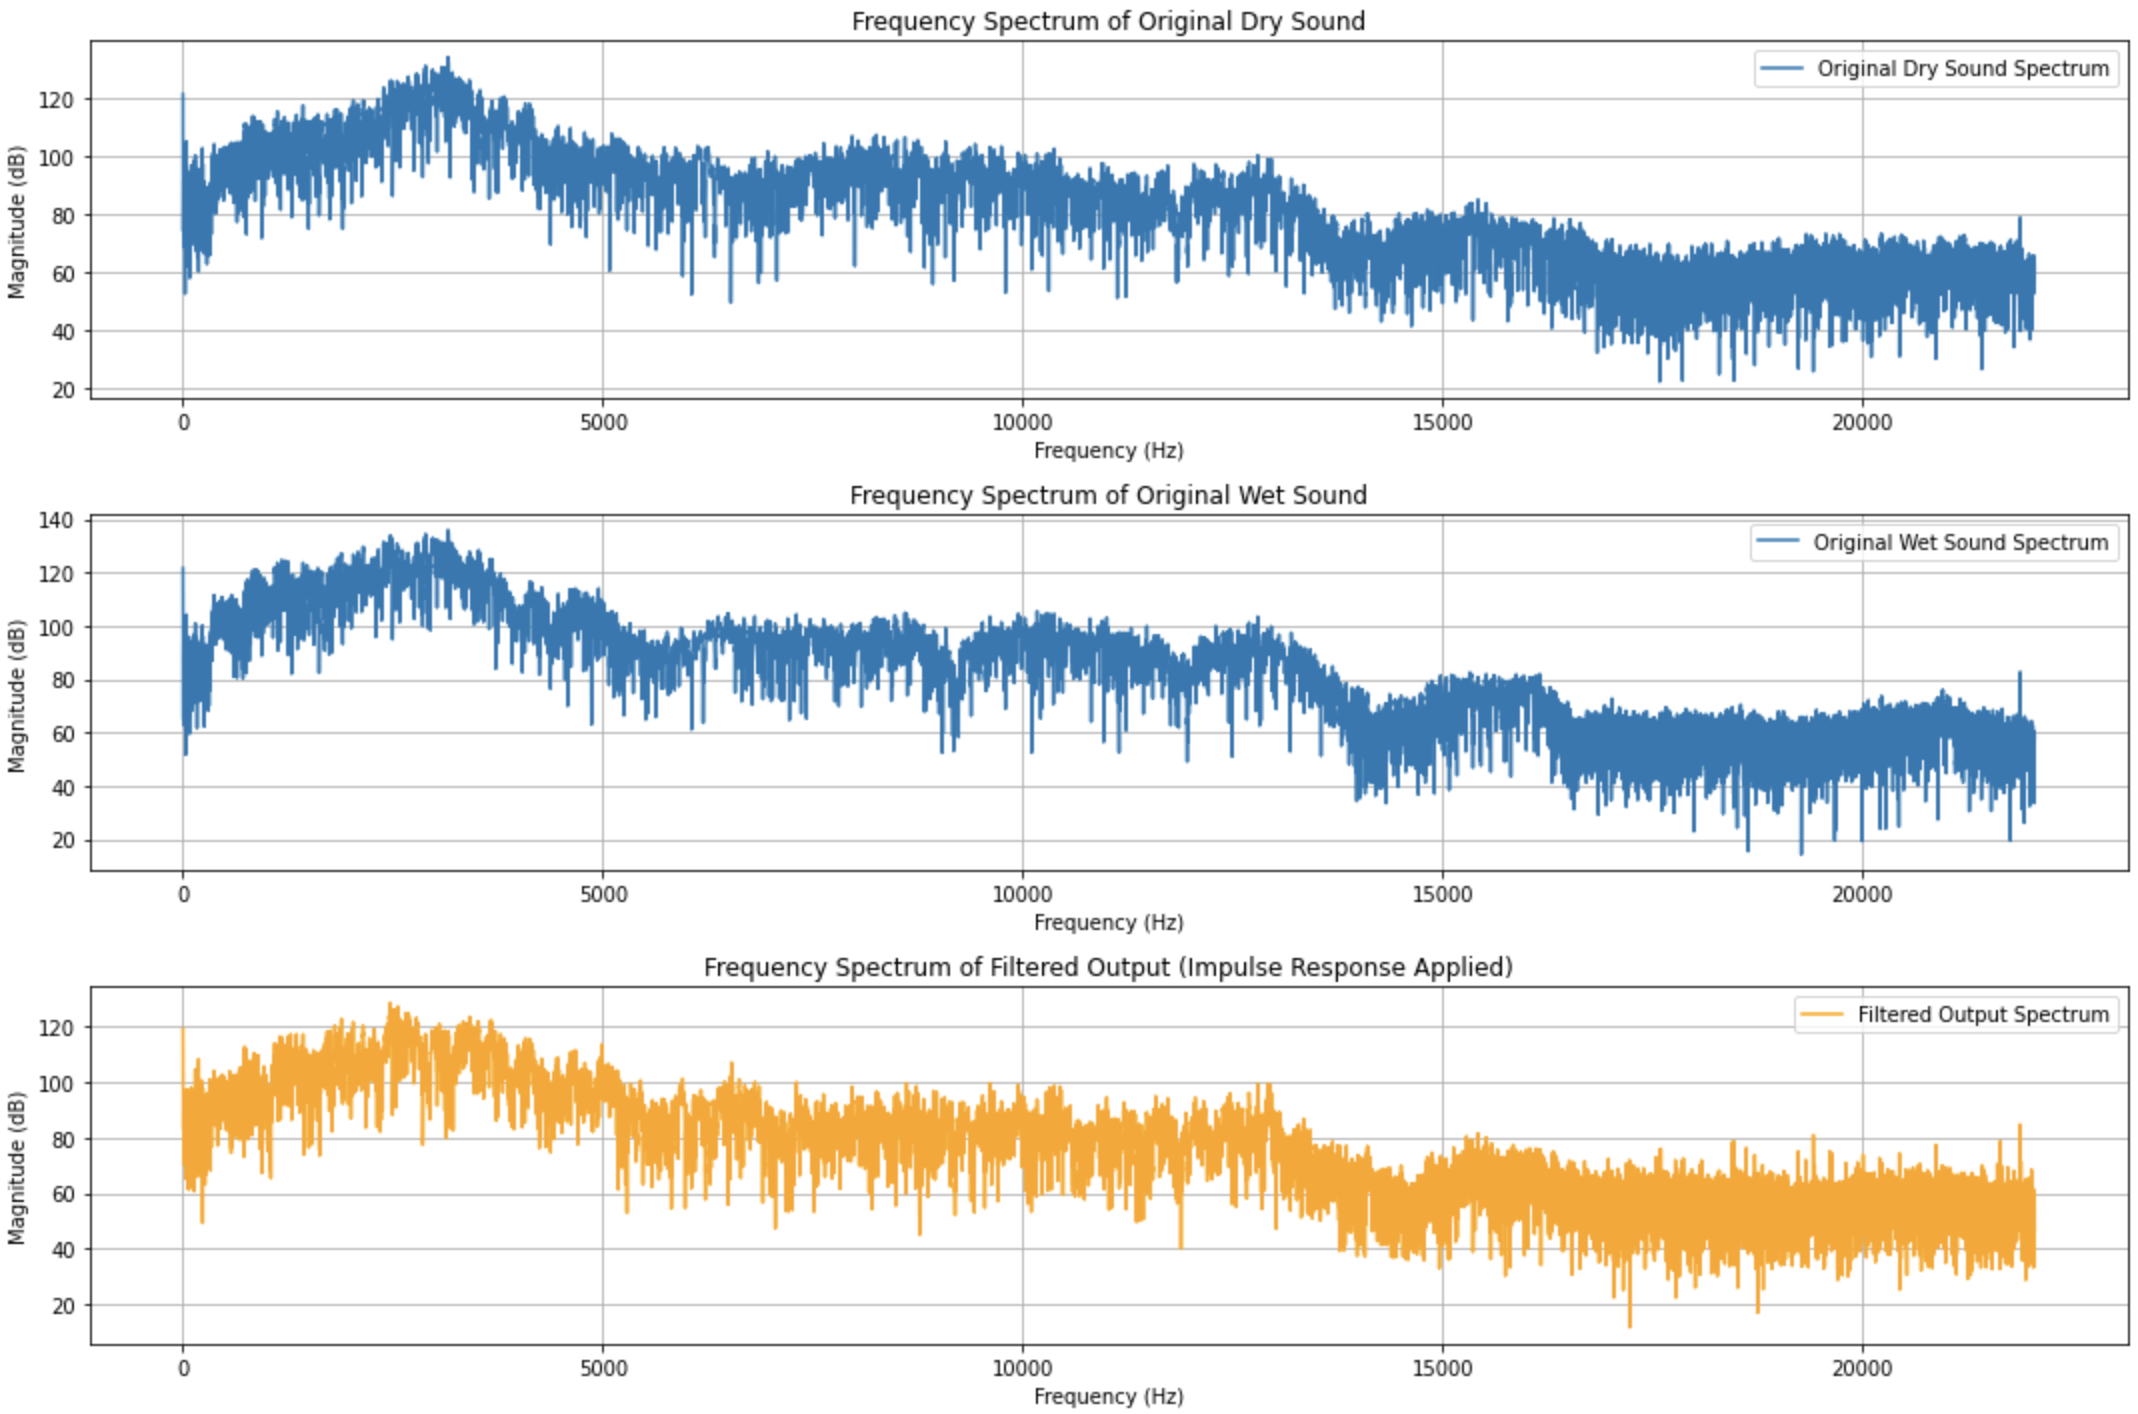 Frequency Spectrum of Original Dry Sound
Original Dry Sound Spectrum
Magnitude (dB)
120
100
80
60
40
20
0 5000 10000 15000 20000
Frequency (Hz)
Frequency Spectrum of Original Wet Sound
Original Wet Sound Spectrum
Magnitude (dB)
140
120
100
80
60
40
20
0 5000 10000 15000 20000
Frequency (Hz)
Frequency Spectrum of Filtered Output (Impulse Response Applied)
Filtered Output Spectrum
Magnitude (dB)
120
100
80
60
40
20
0 5000 10000 15000 20000
Frequency (Hz)